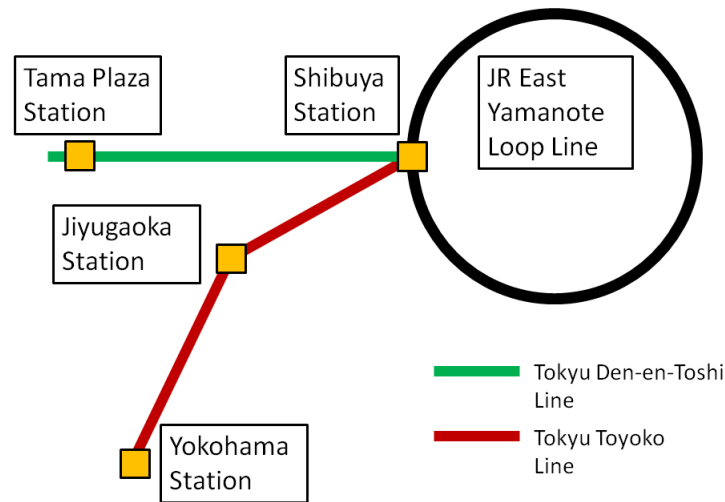 Tama Plaza
Station
Shibuya
Station
JR East
Yamanote
Loop Line
Jiyugaoka
Station
Yokohama
Station
Tokyu Den-en-Toshi
Line
Tokyu Toyoko
Line